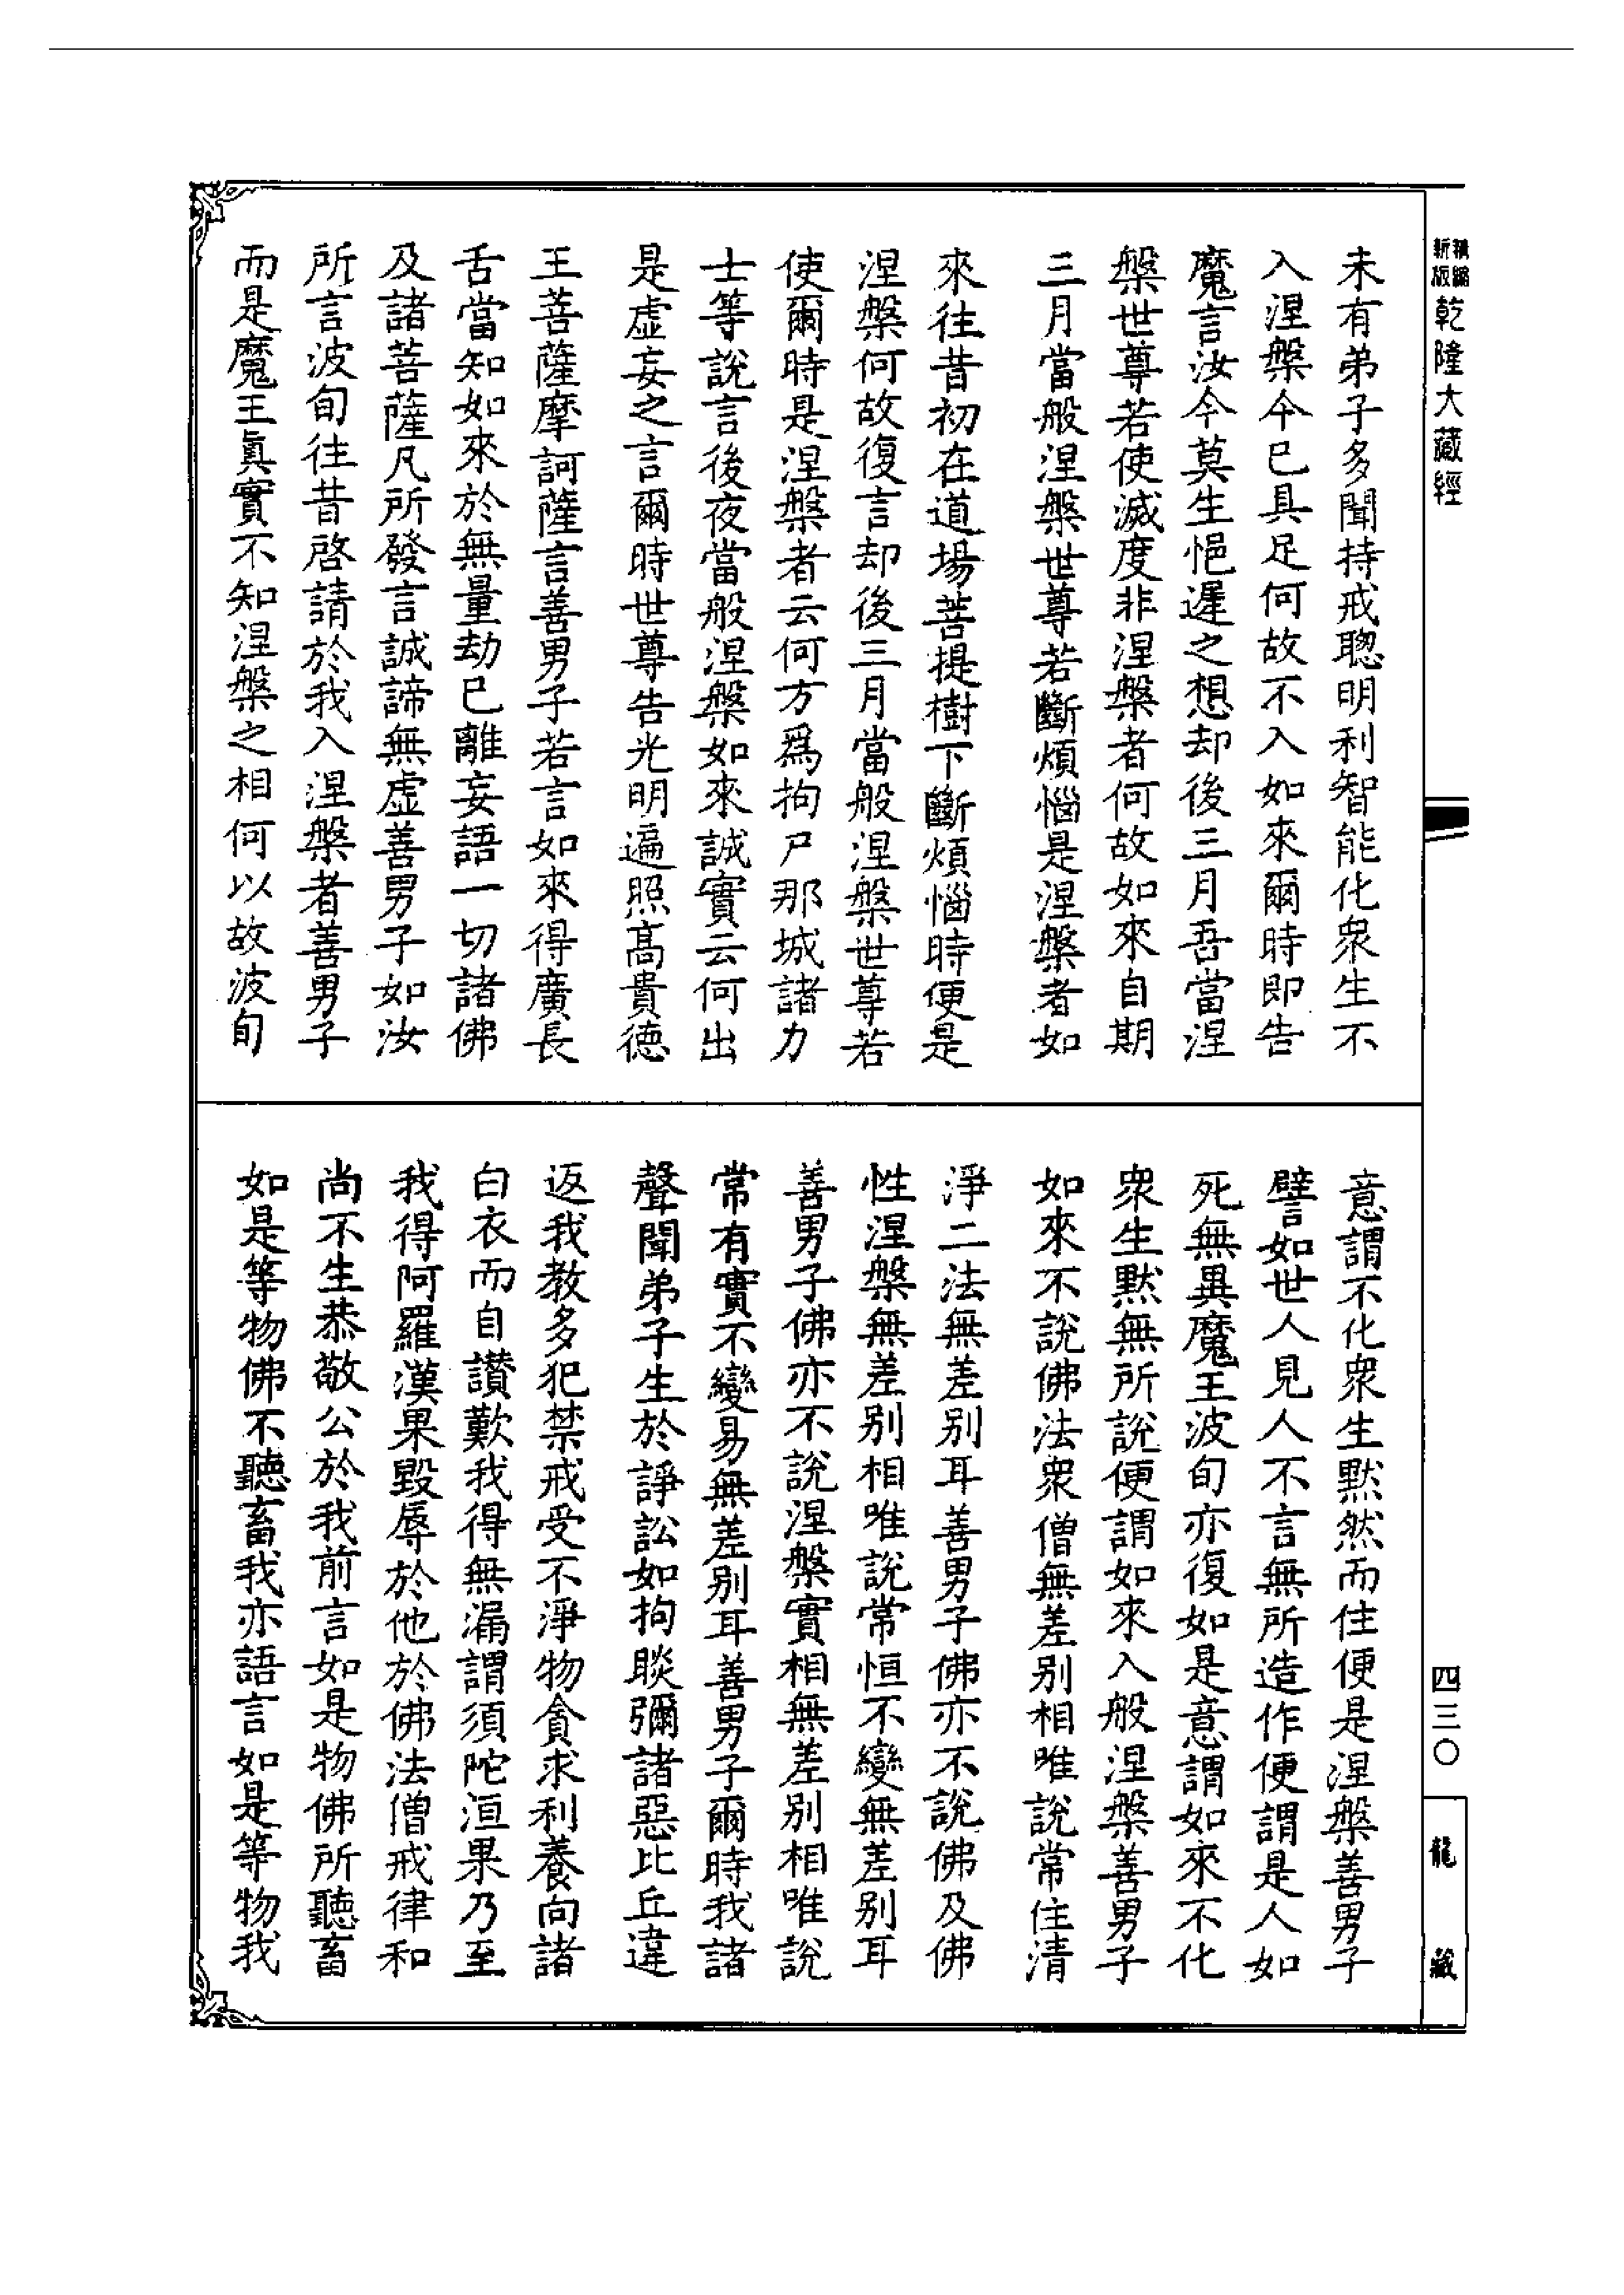 精縮新版乾隆大藏經
未有弟子多聞持戒聰明利智能化衆生不
入涅槃今已具足何故不入如來爾時即告
魔言汝今莫生悒遲之想却後三月吾當涅
槃世尊若使滅度非涅槃者何故如來自期
三月當般涅槃世尊若斷煩惱是涅槃者如
來往昔初在道場菩提樹下斷煩惱時便是
涅槃何故復言却後三月當般涅槃世尊若
使爾時是涅槃者云何方爲拘尸那城諸力
士等說言後夜當般涅槃如來誠實云何出
是虛妄之言爾時世尊告光明遍照高貴德
王菩薩摩訶薩言善男子若言如來得廣長
舌當知如來於無量劫已離妄語一切諸佛
及諸菩薩凡所發言誠諦無虛善男子如汝
所言波旬往昔啓請於我入涅槃者善男子
而是魔王眞實不知涅槃之相何以故波旬
意謂不化衆生默然而住便是涅槃善男子
譬如世人見人不言無所造作便謂是人如
死無異魔王波旬亦復如是意謂如來不化
衆生默無所說便謂如來入般涅槃善男子
如來不說佛法衆僧無差别相唯說常住清
淨二法無差别耳善男子佛亦不說佛及佛
性涅槃無差别相唯說常恒不變無差别耳
善男子佛亦不說涅槃實相無差别相唯說
常有實不變易無差别耳善男子爾時我諸
聲聞弟子生於諍訟如拘睒彌諸惡比丘違
返我教多犯禁戒受不淨物貪求利養向諸
白衣而自讃歎我得無漏謂須陀洹果乃至
我得阿羅漢果毀辱於他於佛法僧戒律和
尚不生恭敬公於我前言如是物佛所聽畜
如是等物佛不聽畜我亦語言如是等物我
四三〇
龍藏